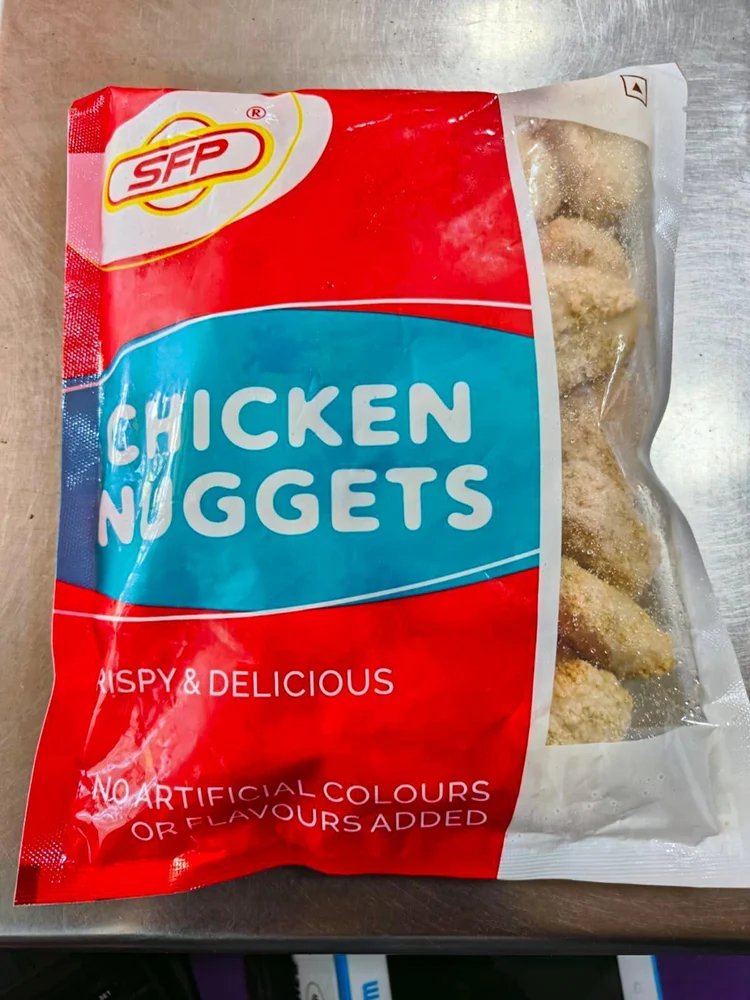 SFP®
CHICKEN
NUGGETS
RISPY & DELICIOUS
NO ARTIFICIAL COLOURS
OR FLAVOURS ADDED
m